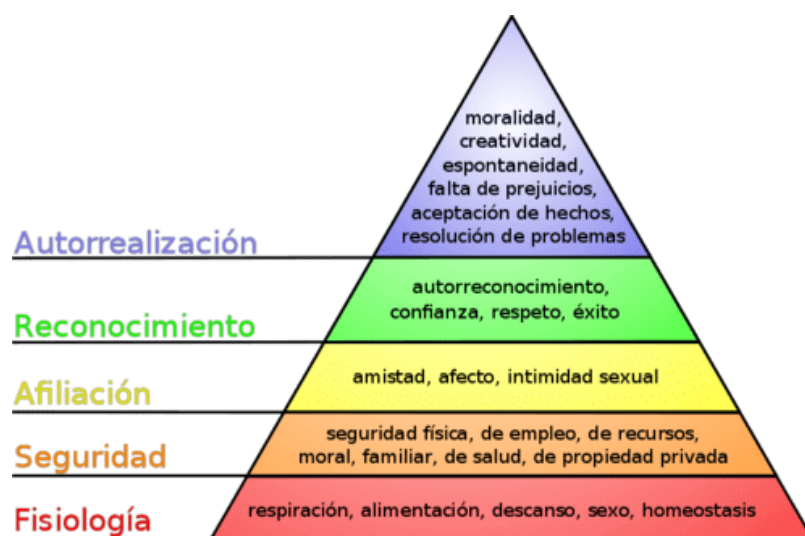 moralidad,
creatividad,
espontaneidad,
falta de prejuicios,
aceptación de hechos,
resolución de problemas
Autorrealización
autorreconocimiento,
confianza, respeto, éxito
Reconocimiento
amistad, afecto, intimidad sexual
Afiliación
seguridad física, de empleo, de recursos,
moral, familiar, de salud, de propiedad privada
Seguridad
respiración, alimentación, descanso, sexo, homeostasis
Fisiología